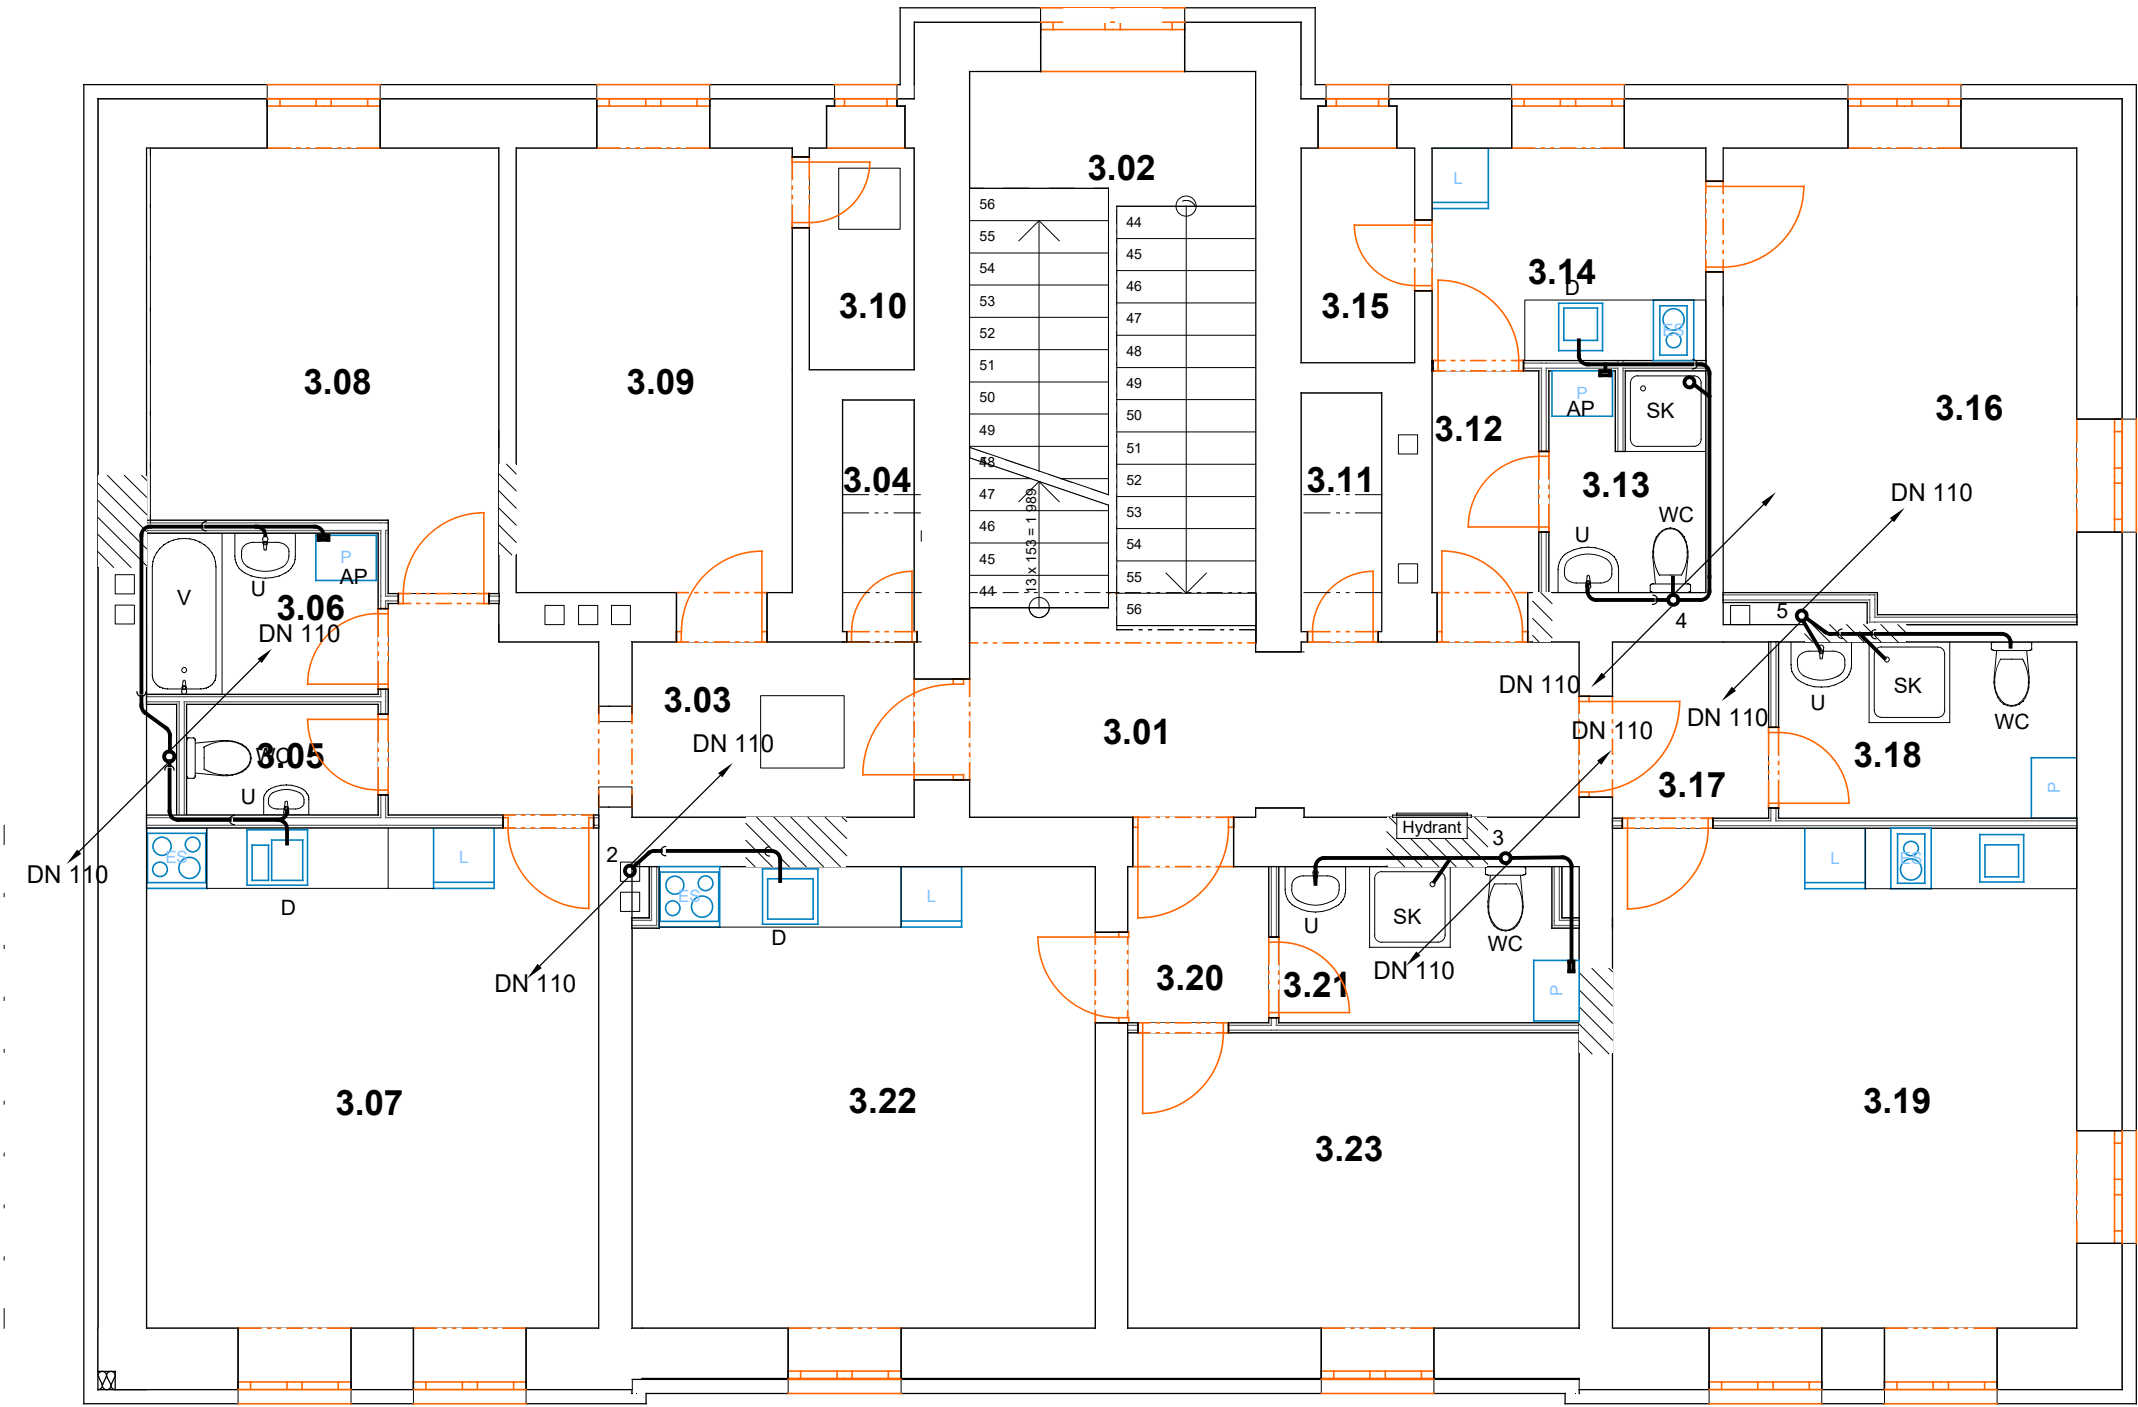 3.02
56
55
54
53
52
51
50
49
48
47
46
45
44
13 x 153 = 1 989
44
45
46
47
48
49
50
51
52
53
54
55
56
L
3.14
D
ES
3.10
3.15
3.08
3.09
3.16
P
AP
SK
3.12
3.04
3.11
3.13
DN 110
WC
U
P
AP
U
V
3.06
DN 110
4
5
DN 110
SK
U
WC
DN 110
3.03
3.01
DN 110
DN 110
3.05
WC
U
3.18
3.17
P
Hydrant
3
2
ES
L
DN 110
D
ES
L
D
L
ES
U
SK
WC
DN 110
DN 110
3.20
3.21
P
3.07
3.22
3.23
3.19